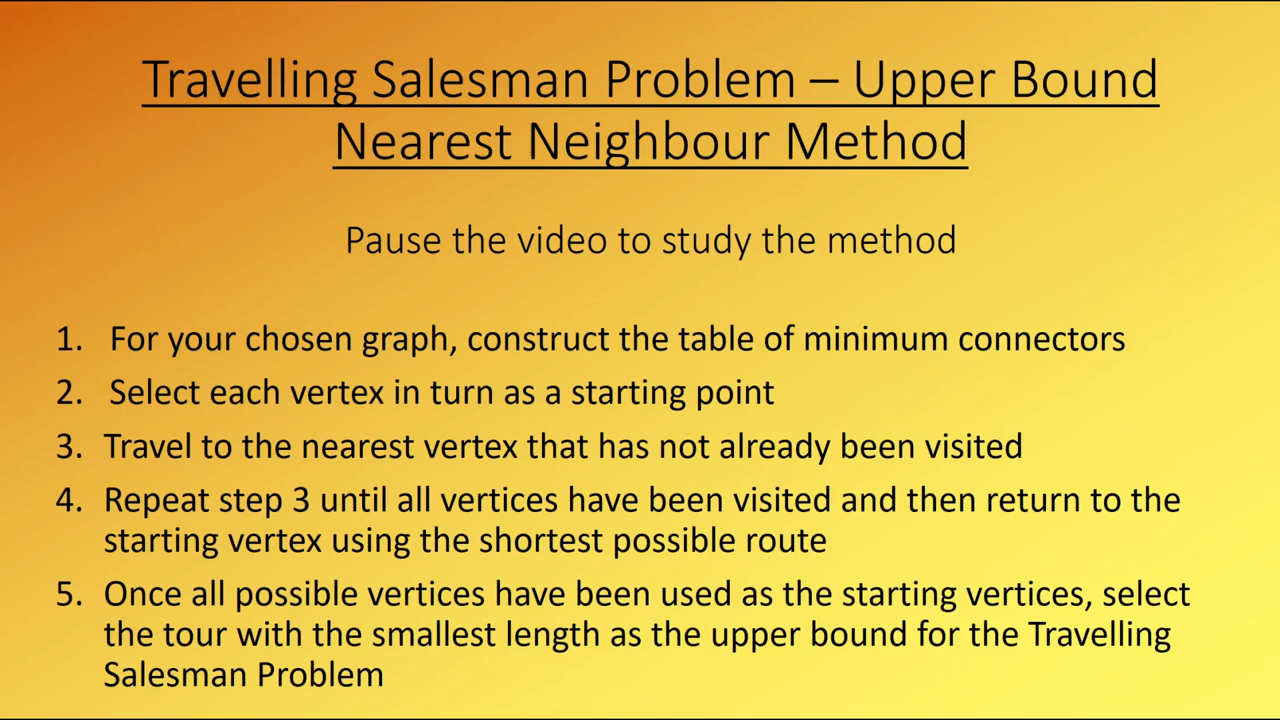 Travelling Salesman Problem – Upper Bound
Nearest Neighbour Method
Pause the video to study the method
1. For your chosen graph, construct the table of minimum connectors
2. Select each vertex in turn as a starting point
3. Travel to the nearest vertex that has not already been visited
4. Repeat step 3 until all vertices have been visited and then return to the
starting vertex using the shortest possible route
5. Once all possible vertices have been used as the starting vertices, select
the tour with the smallest length as the upper bound for the Travelling
Salesman Problem